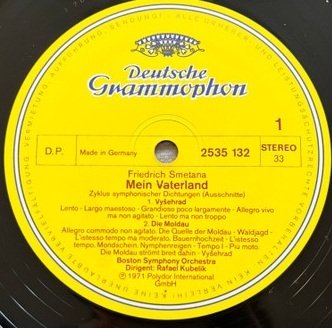 Deutsche
Grammophon
1
D.P.
Made in Germany
2535 132
STEREO
33
Friedrich Smetana
Mein Vaterland
Zyklus symphonischer Dichtungen (Ausschnitte)
1. Vyšehrad
Lento - Largo maestoso - Grandioso poco largamente - Allegro vivo
ma non agitato - Lento ma non troppo
2. Die Moldau
Allegro commodo non agitato. Die Quelle der Moldau - Waldjagd -
L'istesso tempo ma moderato. Bauernhochzeit - L'istesso
tempo. Mondschein. Nymphenreigen - Tempo I - Più moto.
Die Moldau strömt breit dahin - Vyšehrad
Boston Symphony Orchestra
Dirigent: Rafael Kubelik
℗ 1971 Polydor International
GmbH